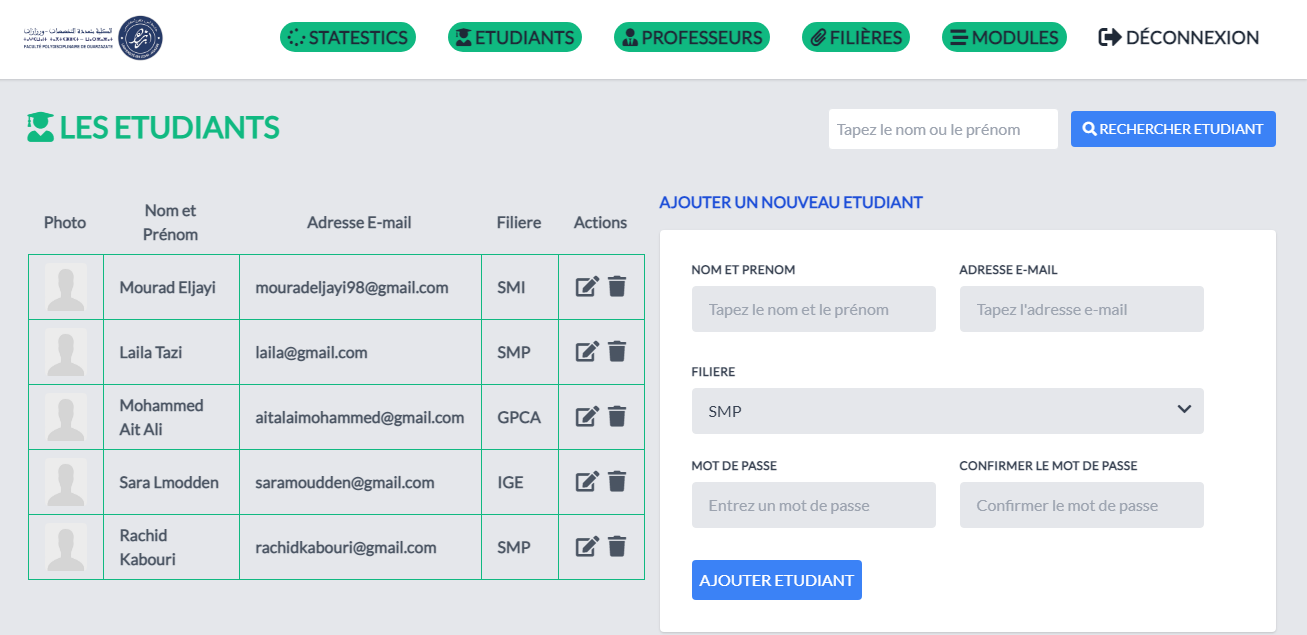 FACULTÉ POLYDISCIPLINAIRE DE OUARZAZATE
STATESTICS
ETUDIANTS
PROFESSEURS
FILIÈRES
MODULES
DÉCONNEXION
LES ETUDIANTS
Tapez le nom ou le prénom
RECHERCHER ETUDIANT
Photo
Nom et
Prénom
Adresse E-mail
Filiere
Actions
Mourad Eljayi
mouradeljayi98@gmail.com
SMI
Laila Tazi
laila@gmail.com
SMP
Mohammed
Ait Ali
aitalaimohammed@gmail.com
GPCA
Sara Lmodden
saramoudden@gmail.com
IGE
Rachid
Kabouri
rachidkabouri@gmail.com
SMP
AJOUTER UN NOUVEAU ETUDIANT
NOM ET PRENOM
ADRESSE E-MAIL
Tapez le nom et le prénom
Tapez l'adresse e-mail
FILIERE
SMP
MOT DE PASSE
CONFIRMER LE MOT DE PASSE
Entrez un mot de passe
Confirmer le mot de passe
AJOUTER ETUDIANT